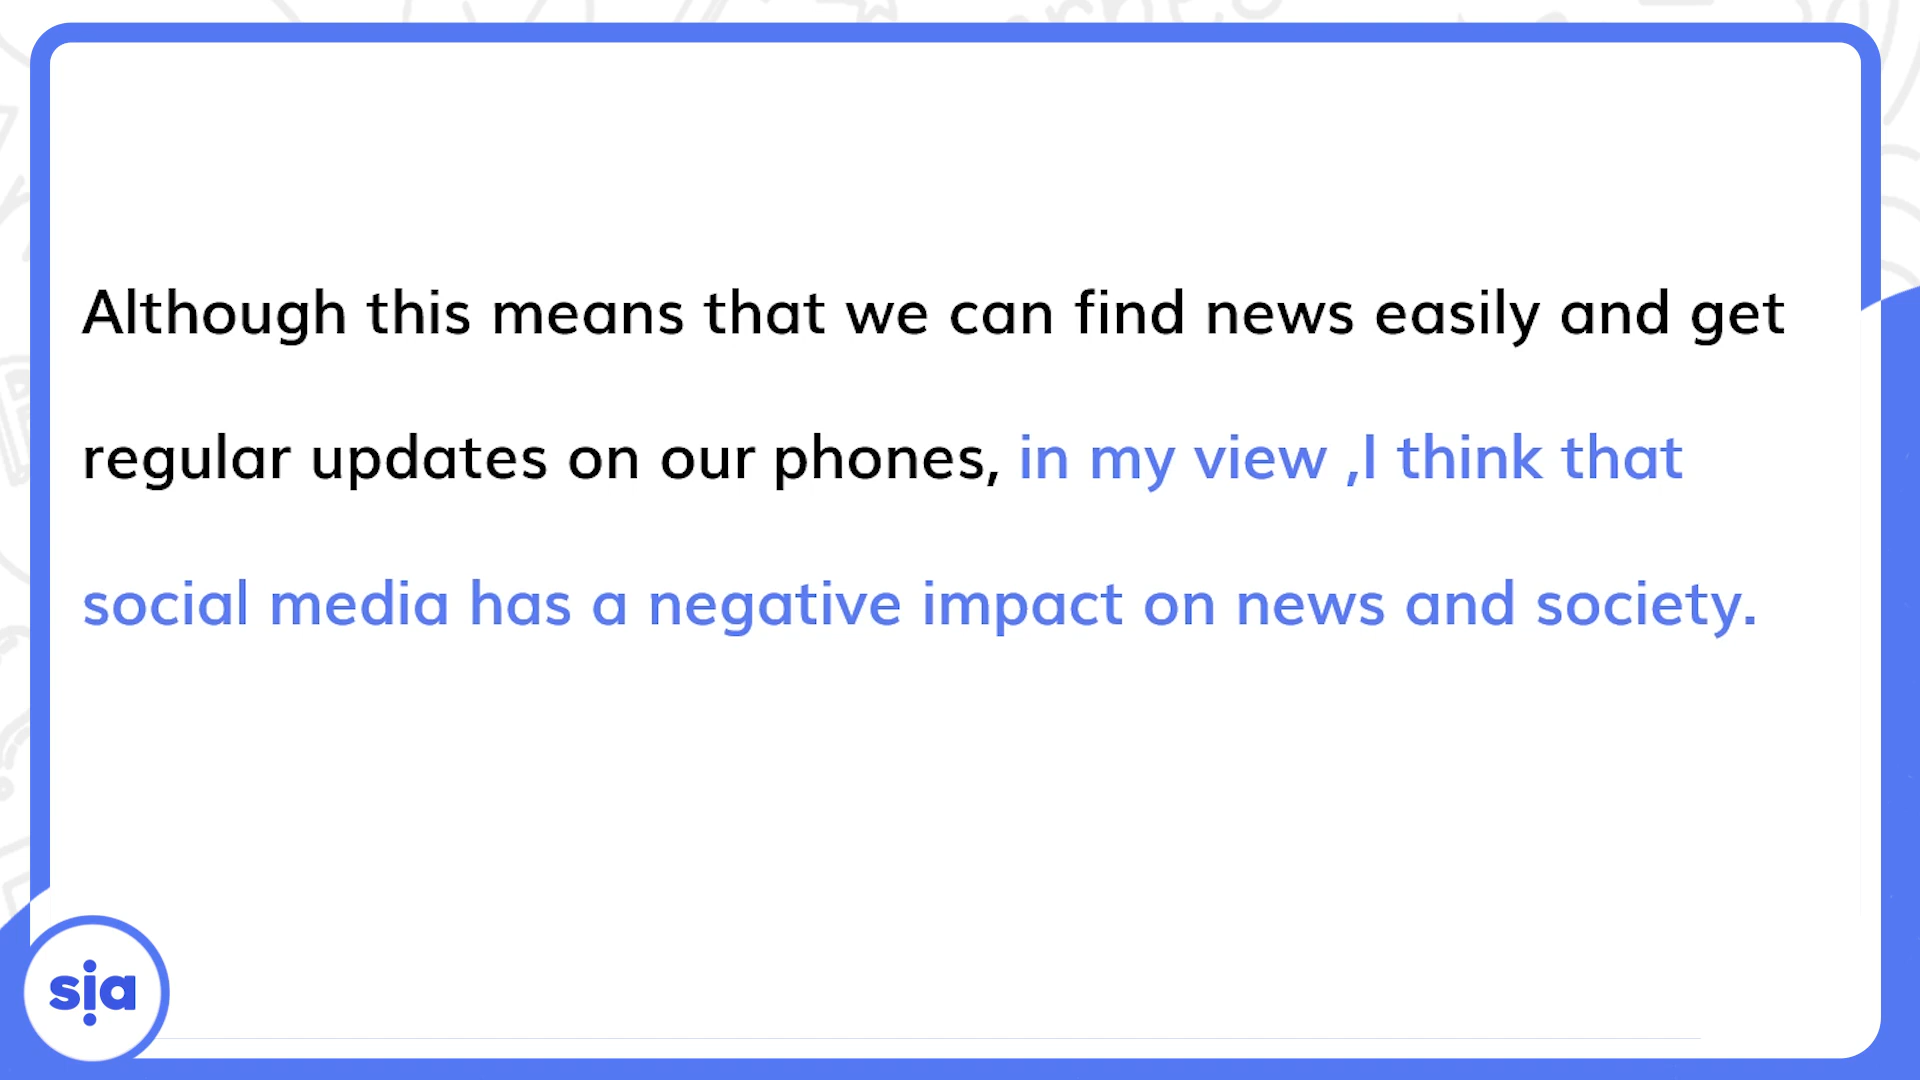 Although this means that we can find news easily and get
regular updates on our phones, in my view ,I think that
social media has a negative impact on news and society.
sia